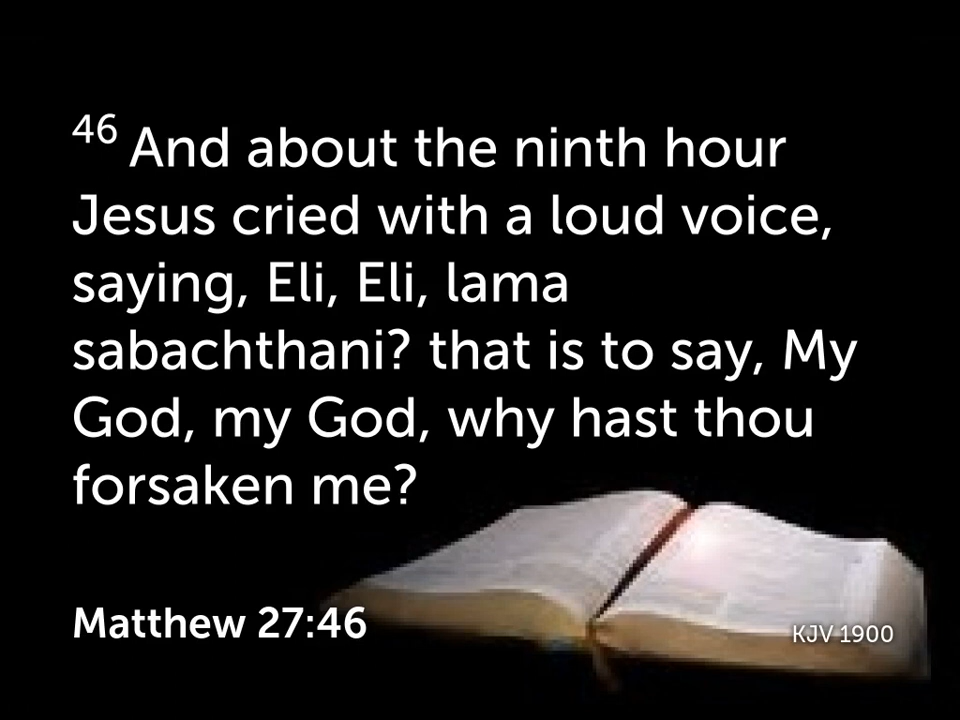 46 And about the ninth hour
Jesus cried with a loud voice,
saying, Eli, Eli, lama
sabachthani? that is to say, My
God, my God, why hast thou
forsaken me?
Matthew 27:46
KJV 1900